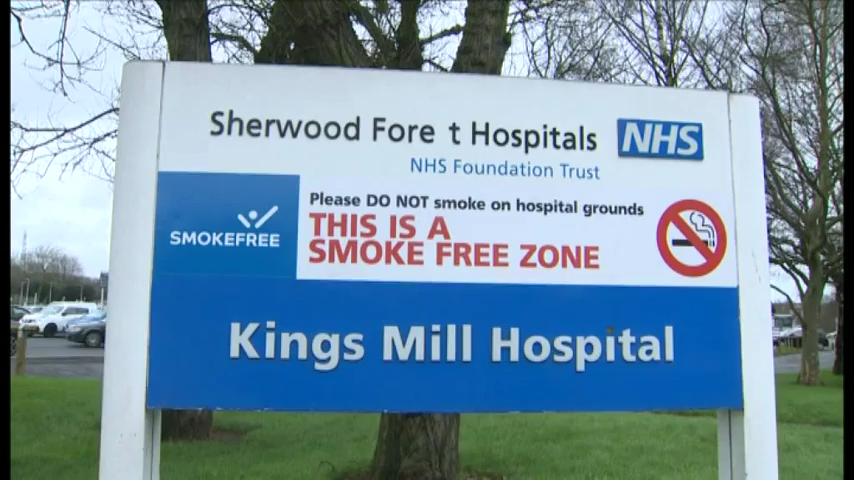 Sherwood Fore t Hospitals
NHS
NHS Foundation Trust
Please DO NOT smoke on hospital grounds
THIS IS A
SMOKE FREE ZONE
SMOKEFREE
Kings Mill Hospital